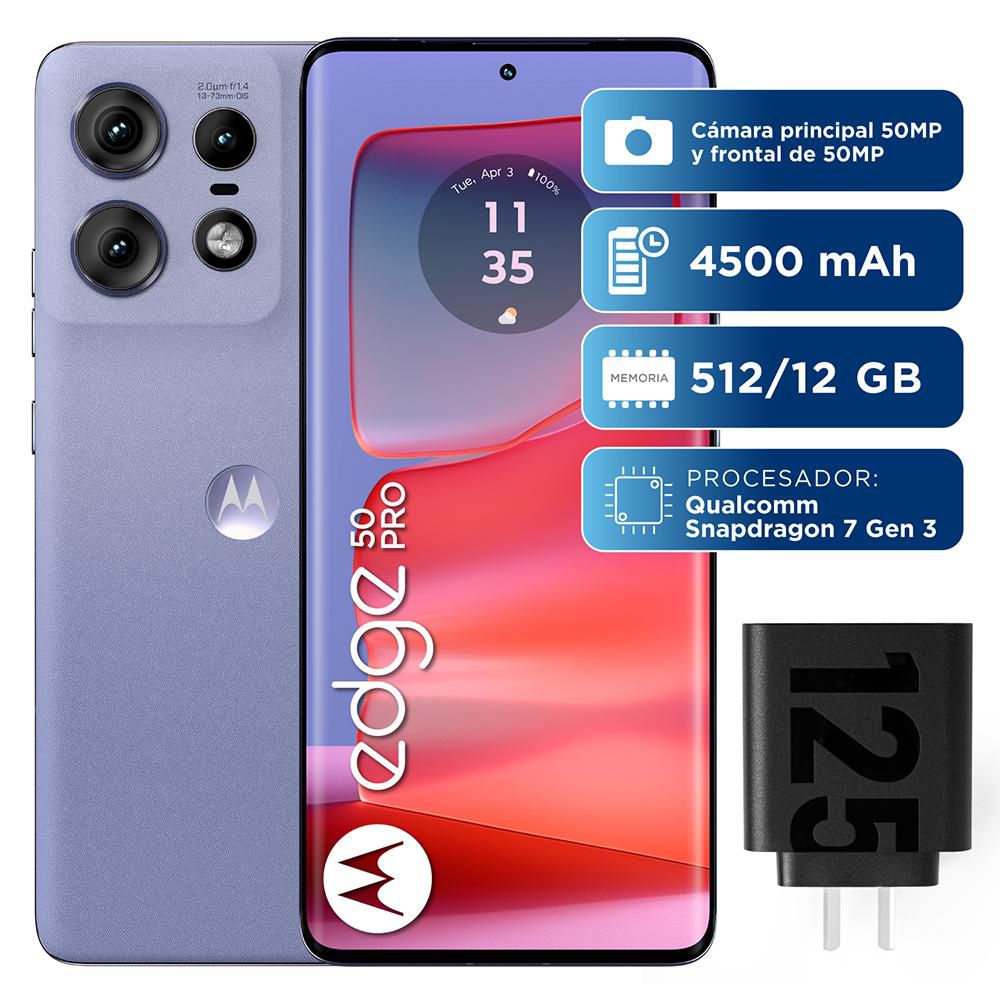 2.0µm·f/1.4
13-73mm·OIS
Tue, Apr 3 100%
11
35
edge 50
PRO
Cámara principal 50MP
y frontal de 50MP
4500 mAh
MEMORIA
512/12 GB
PROCESADOR:
Qualcomm
Snapdragon 7 Gen 3
125